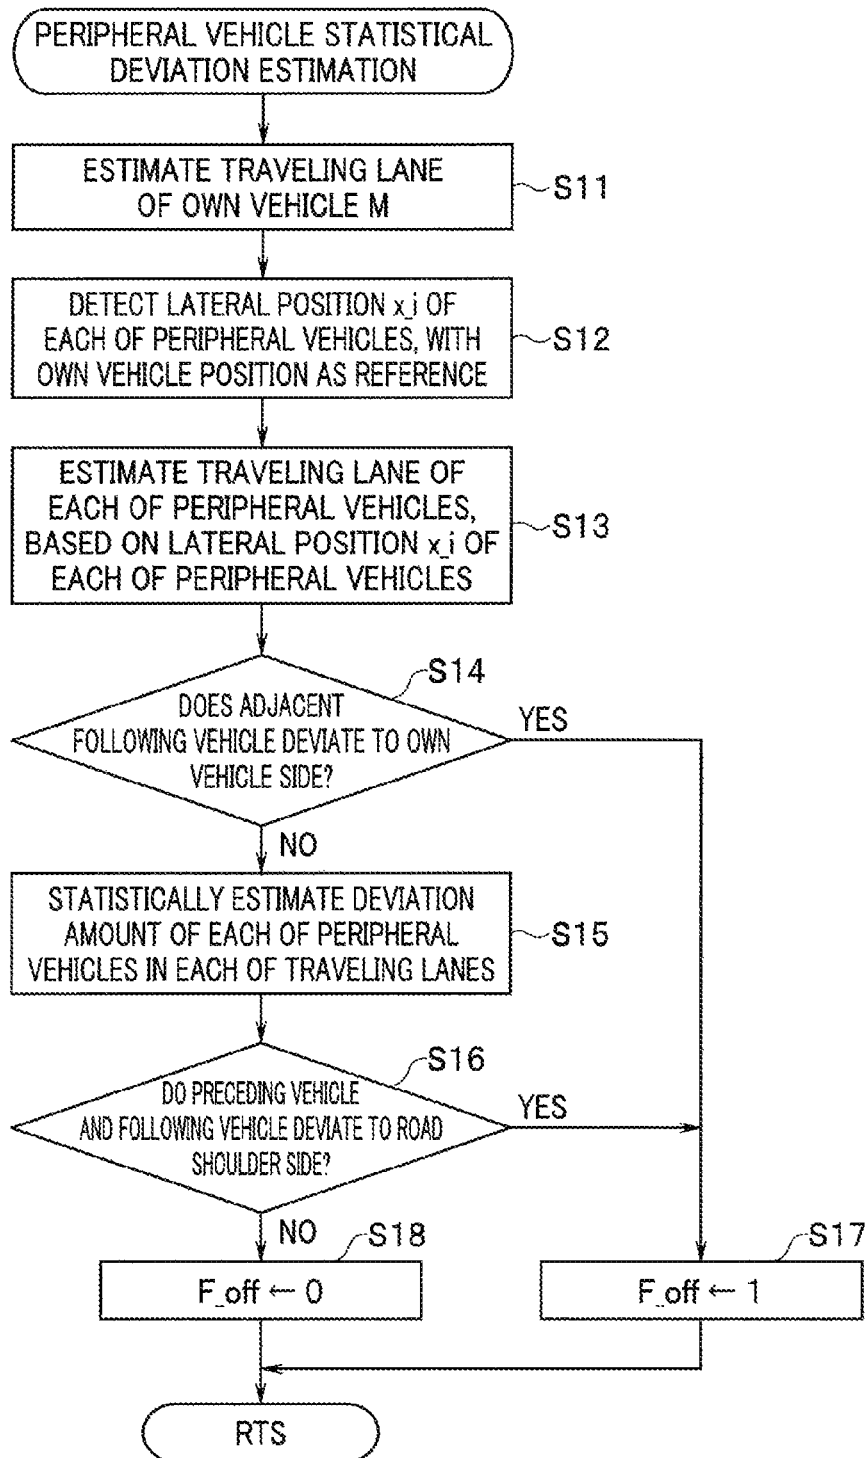 PERIPHERAL VEHICLE STATISTICAL
DEVIATION ESTIMATION
ESTIMATE TRAVELING LANE
OF OWN VEHICLE M
S11
DETECT LATERAL POSITION x_i OF
EACH OF PERIPHERAL VEHICLES, WITH
OWN VEHICLE POSITION AS REFERENCE
S12
ESTIMATE TRAVELING LANE OF
EACH OF PERIPHERAL VEHICLES,
BASED ON LATERAL POSITION x_i OF
EACH OF PERIPHERAL VEHICLES
S13
S14
DOES ADJACENT
FOLLOWING VEHICLE DEVIATE TO OWN
VEHICLE SIDE?
YES
NO
STATISTICALLY ESTIMATE DEVIATION
AMOUNT OF EACH OF PERIPHERAL
VEHICLES IN EACH OF TRAVELING LANES
S15
S16
DO PRECEDING VEHICLE
AND FOLLOWING VEHICLE DEVIATE TO ROAD
SHOULDER SIDE?
YES
NO
S18
F_off ← 0
S17
F_off ← 1
RTS